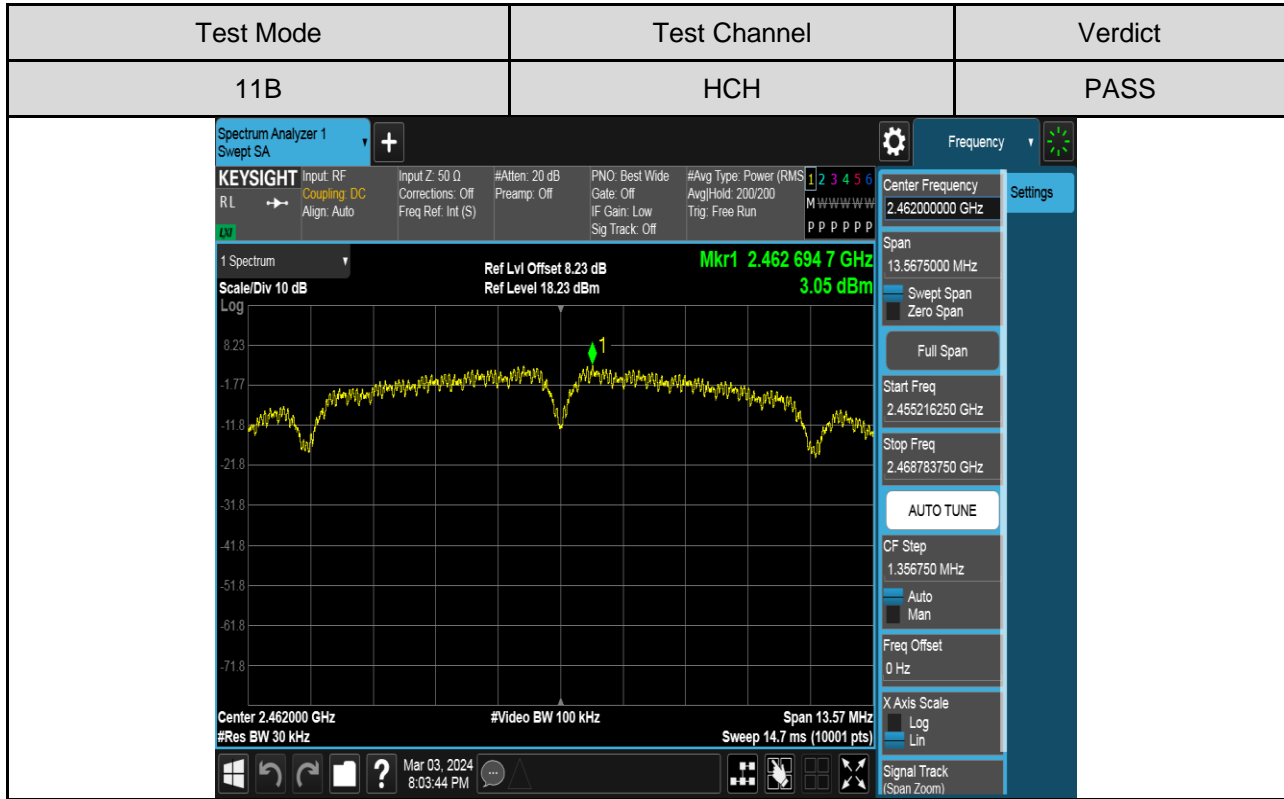 Test Mode Test Channel Verdict
11B HCH PASS
Spectrum Analyzer 1
Swept SA
+
Frequency
KEYSIGHT Input: RF Input Z: 50 Ω #Atten: 20 dB PNO: Best Wide #Avg Type: Power (RMS 1 2 3 4 5 6
RL Coupling: DC Corrections: Off Preamp: Off Gate: Off Avg|Hold: 200/200 M W W W W W
Align: Auto Freq Ref: Int (S) IF Gain: Low Trig: Free Run
LXI Sig Track: Off P P P P P P
1 Spectrum
Ref Lvl Offset 8.23 dB Mkr1 2.462 694 7 GHz
Scale/Div 10 dB Ref Level 18.23 dBm 3.05 dBm
Log
1
8.23
-1.77
-11.8
-21.8
-31.8
-41.8
-51.8
-61.8
-71.8
Center 2.462000 GHz #Video BW 100 kHz Span 13.57 MHz
#Res BW 30 kHz Sweep 14.7 ms (10001 pts)
Mar 03, 2024
8:03:44 PM
?
Center Frequency
2.462000000 GHz
Settings
Span
13.5675000 MHz
Swept Span
Zero Span
Full Span
Start Freq
2.455216250 GHz
Stop Freq
2.468783750 GHz
AUTO TUNE
CF Step
1.356750 MHz
Auto
Man
Freq Offset
0 Hz
X Axis Scale
Log
Lin
Signal Track
(Span Zoom)